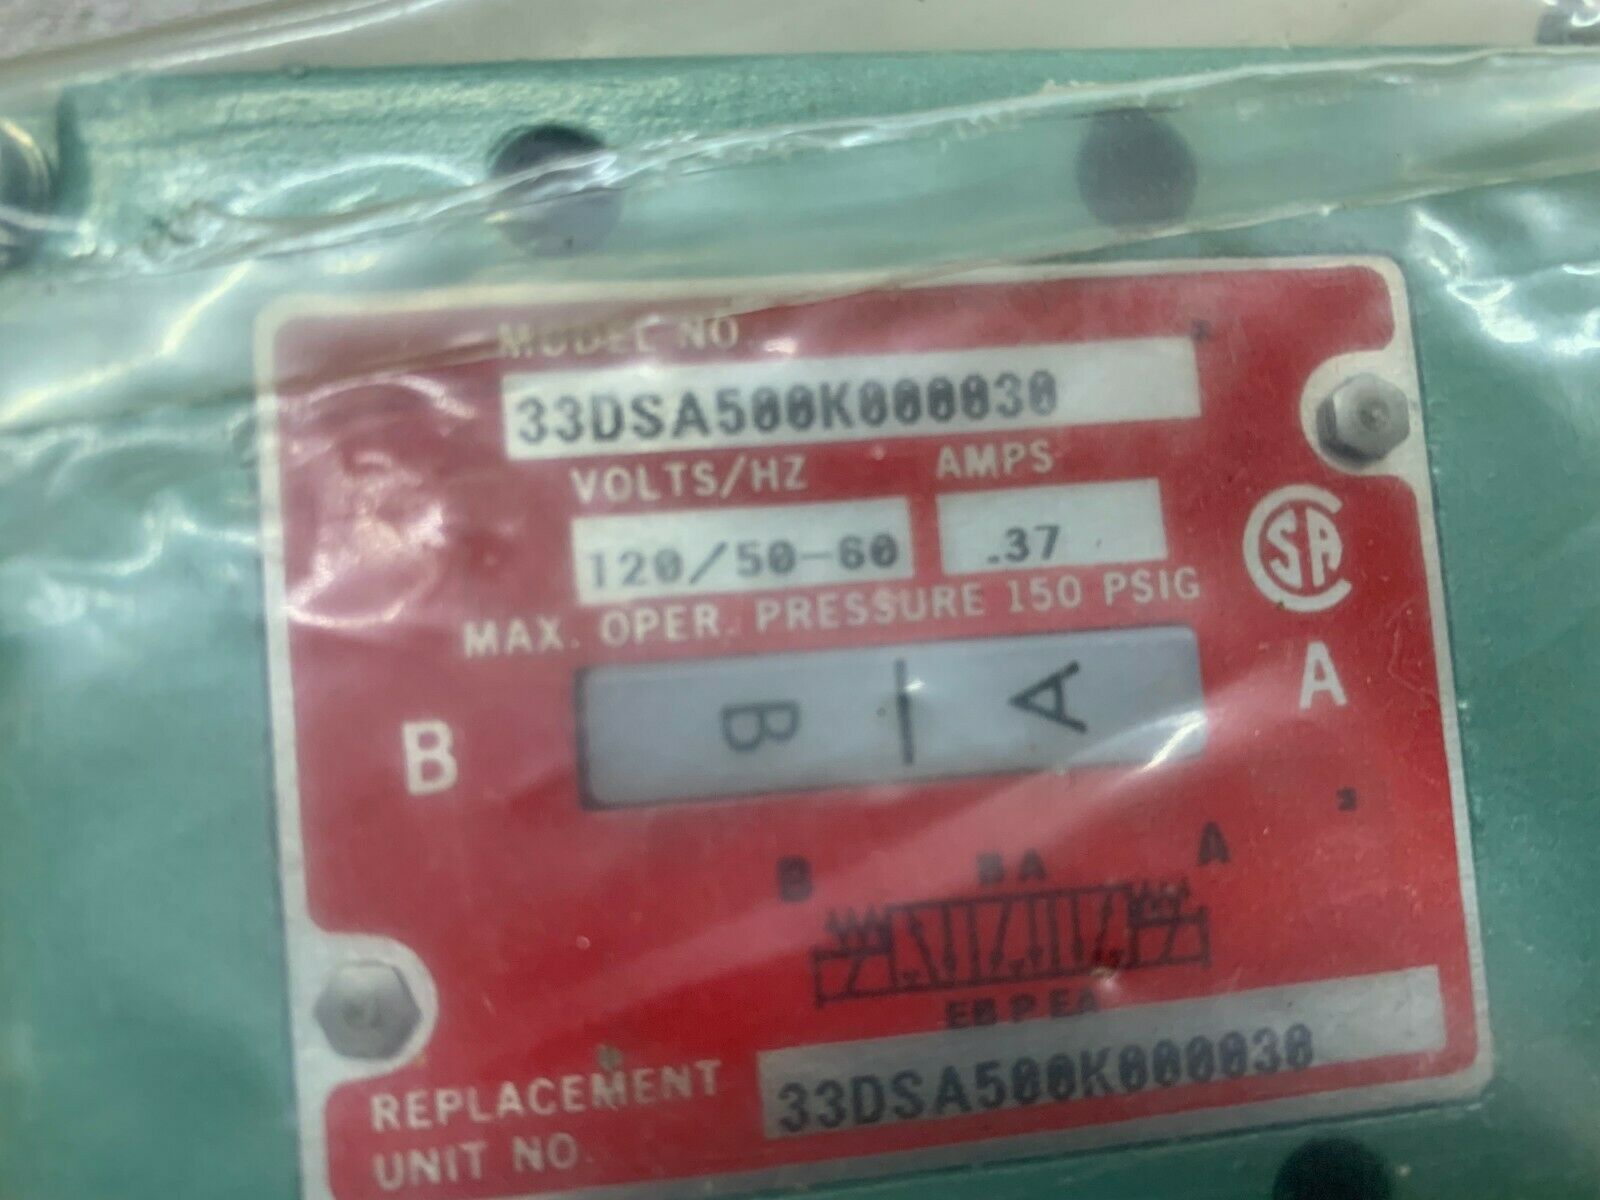 MODEL NO.
33DSA500K000030
VOLTS/HZ AMPS
120/50-60 .37
MAX. OPER. PRESSURE 150 PSIG
CSA
B B A A
B B A A
EB P EA
REPLACEMENT 33DSA500K000030
UNIT NO.